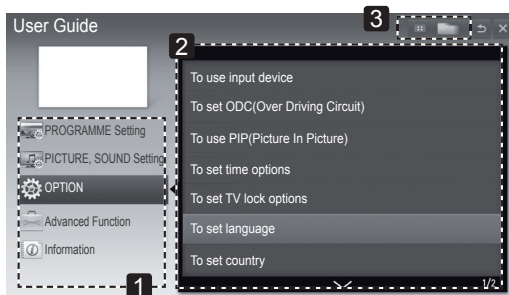 User Guide
3
2
To use input device
To set ODC(Over Driving Circuit)
To use PIP(Picture In Picture)
To set time options
To set TV lock options
To set language
To set country
1/2
PROGRAMME Setting
PICTURE, SOUND Setting
OPTION
Advanced Function
Information
1